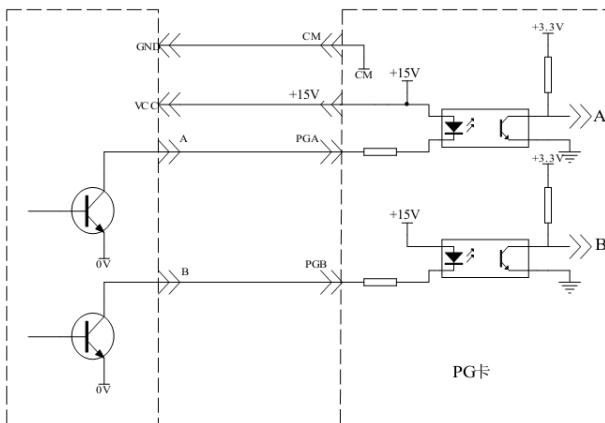 GND
CM
CM
+3.3V
+15V
VCC
+15V
A
A
PGA
+3.3V
+15V
0V
B
B
PGB
PG卡
0V